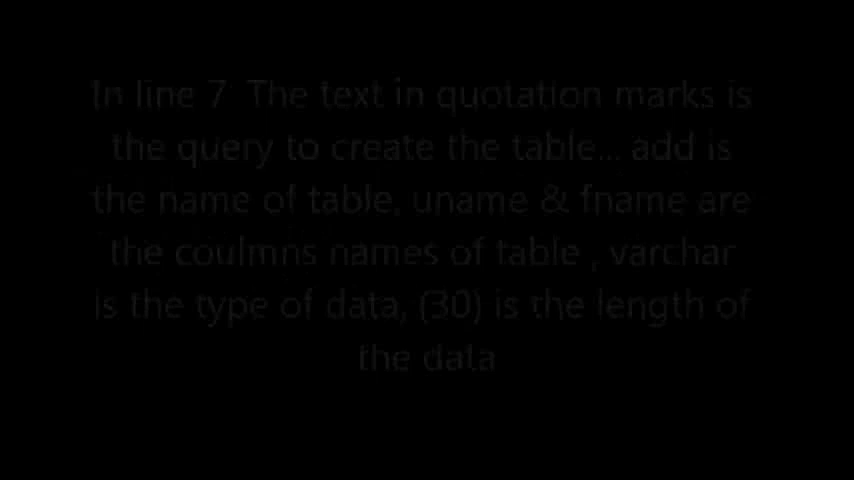 In line 7 The text in quotation marks is
the query to create the table... add is
the name of table, uname & fname are
the coulmns names of table , varchar
is the type of data, (30) is the length of
the data